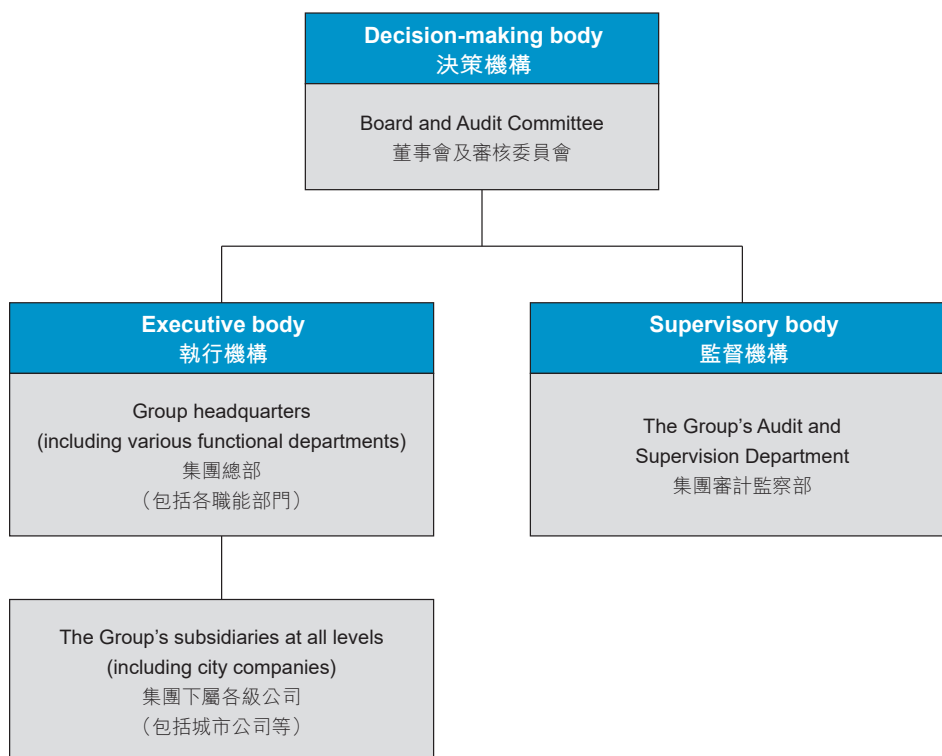 Decision-making body
決策機構
Board and Audit Committee
董事會及審核委員會
Executive body
執行機構
Group headquarters
(including various functional departments)
集團總部
（包括各職能部門）
Supervisory body
監督機構
The Group’s Audit and
Supervision Department
集團審計監察部
The Group’s subsidiaries at all levels
(including city companies)
集團下屬各級公司
（包括城市公司等）